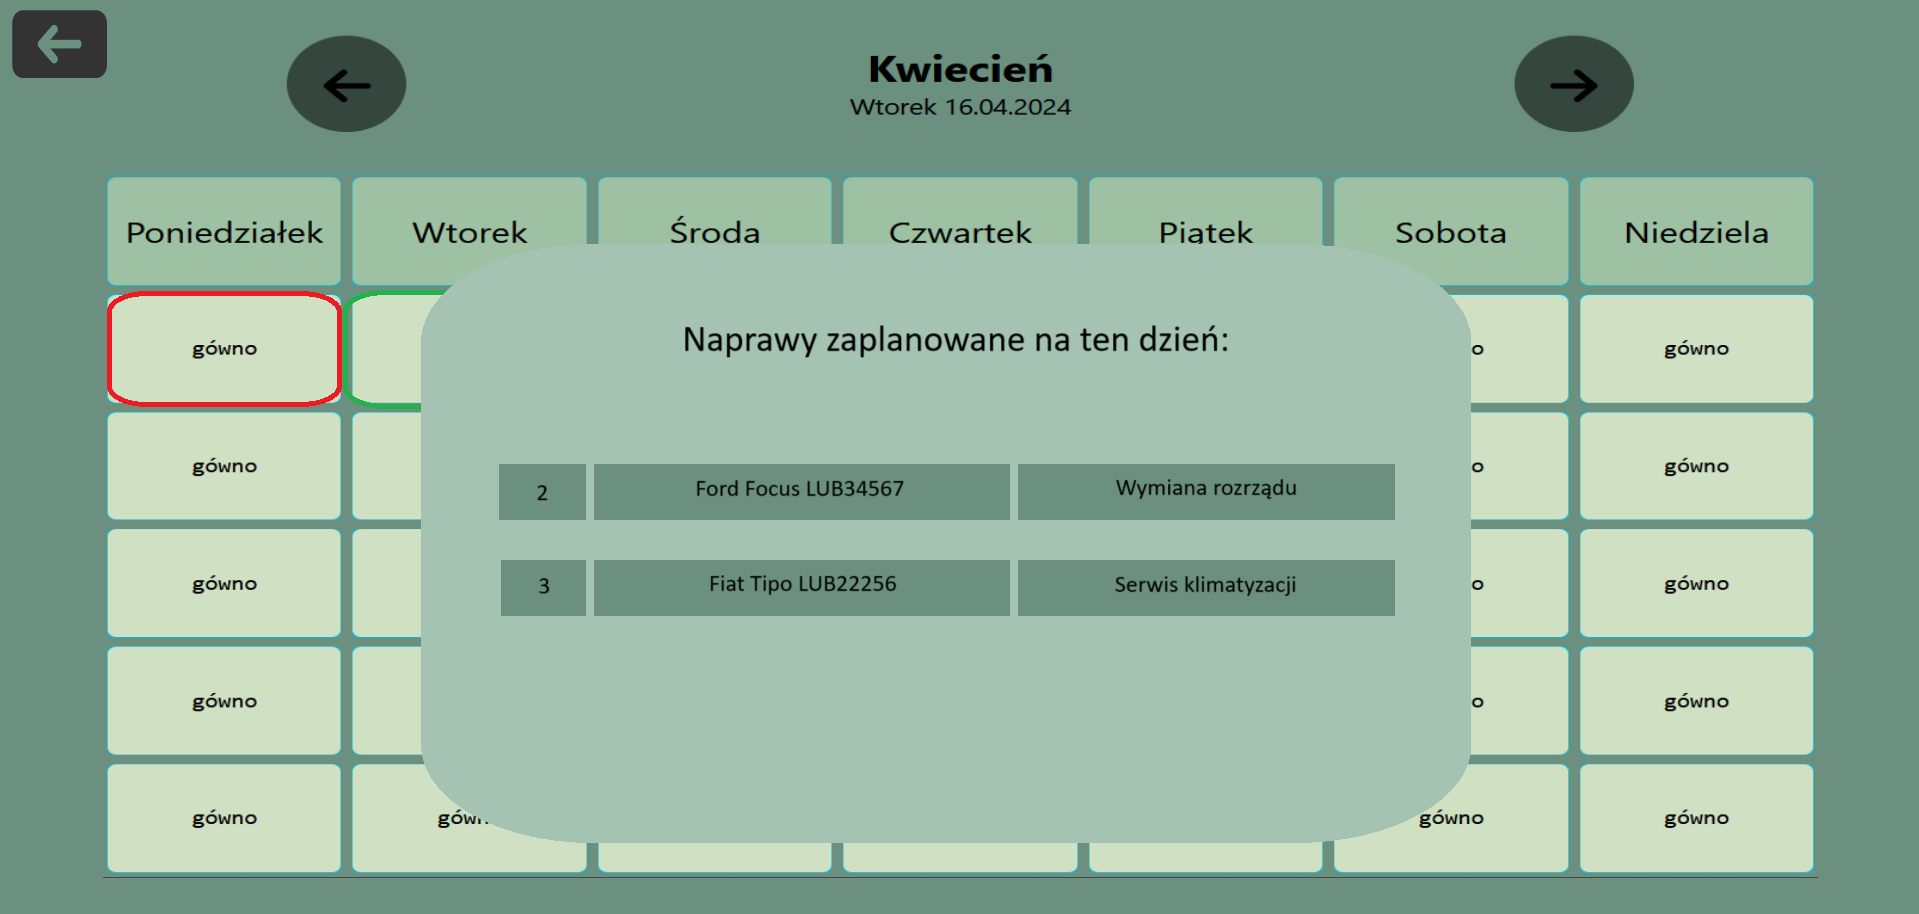 Kwiecień
Wtorek 16.04.2024
Poniedziałek Wtorek Środa Czwartek Piątek Sobota Niedziela
gówno gówno
Naprawy zaplanowane na ten dzień:
gówno gówno
2 Ford Focus LUB34567 Wymiana rozrządu
gówno gówno
3 Fiat Tipo LUB22256 Serwis klimatyzacji
gówno gówno
gówno gówno gówno